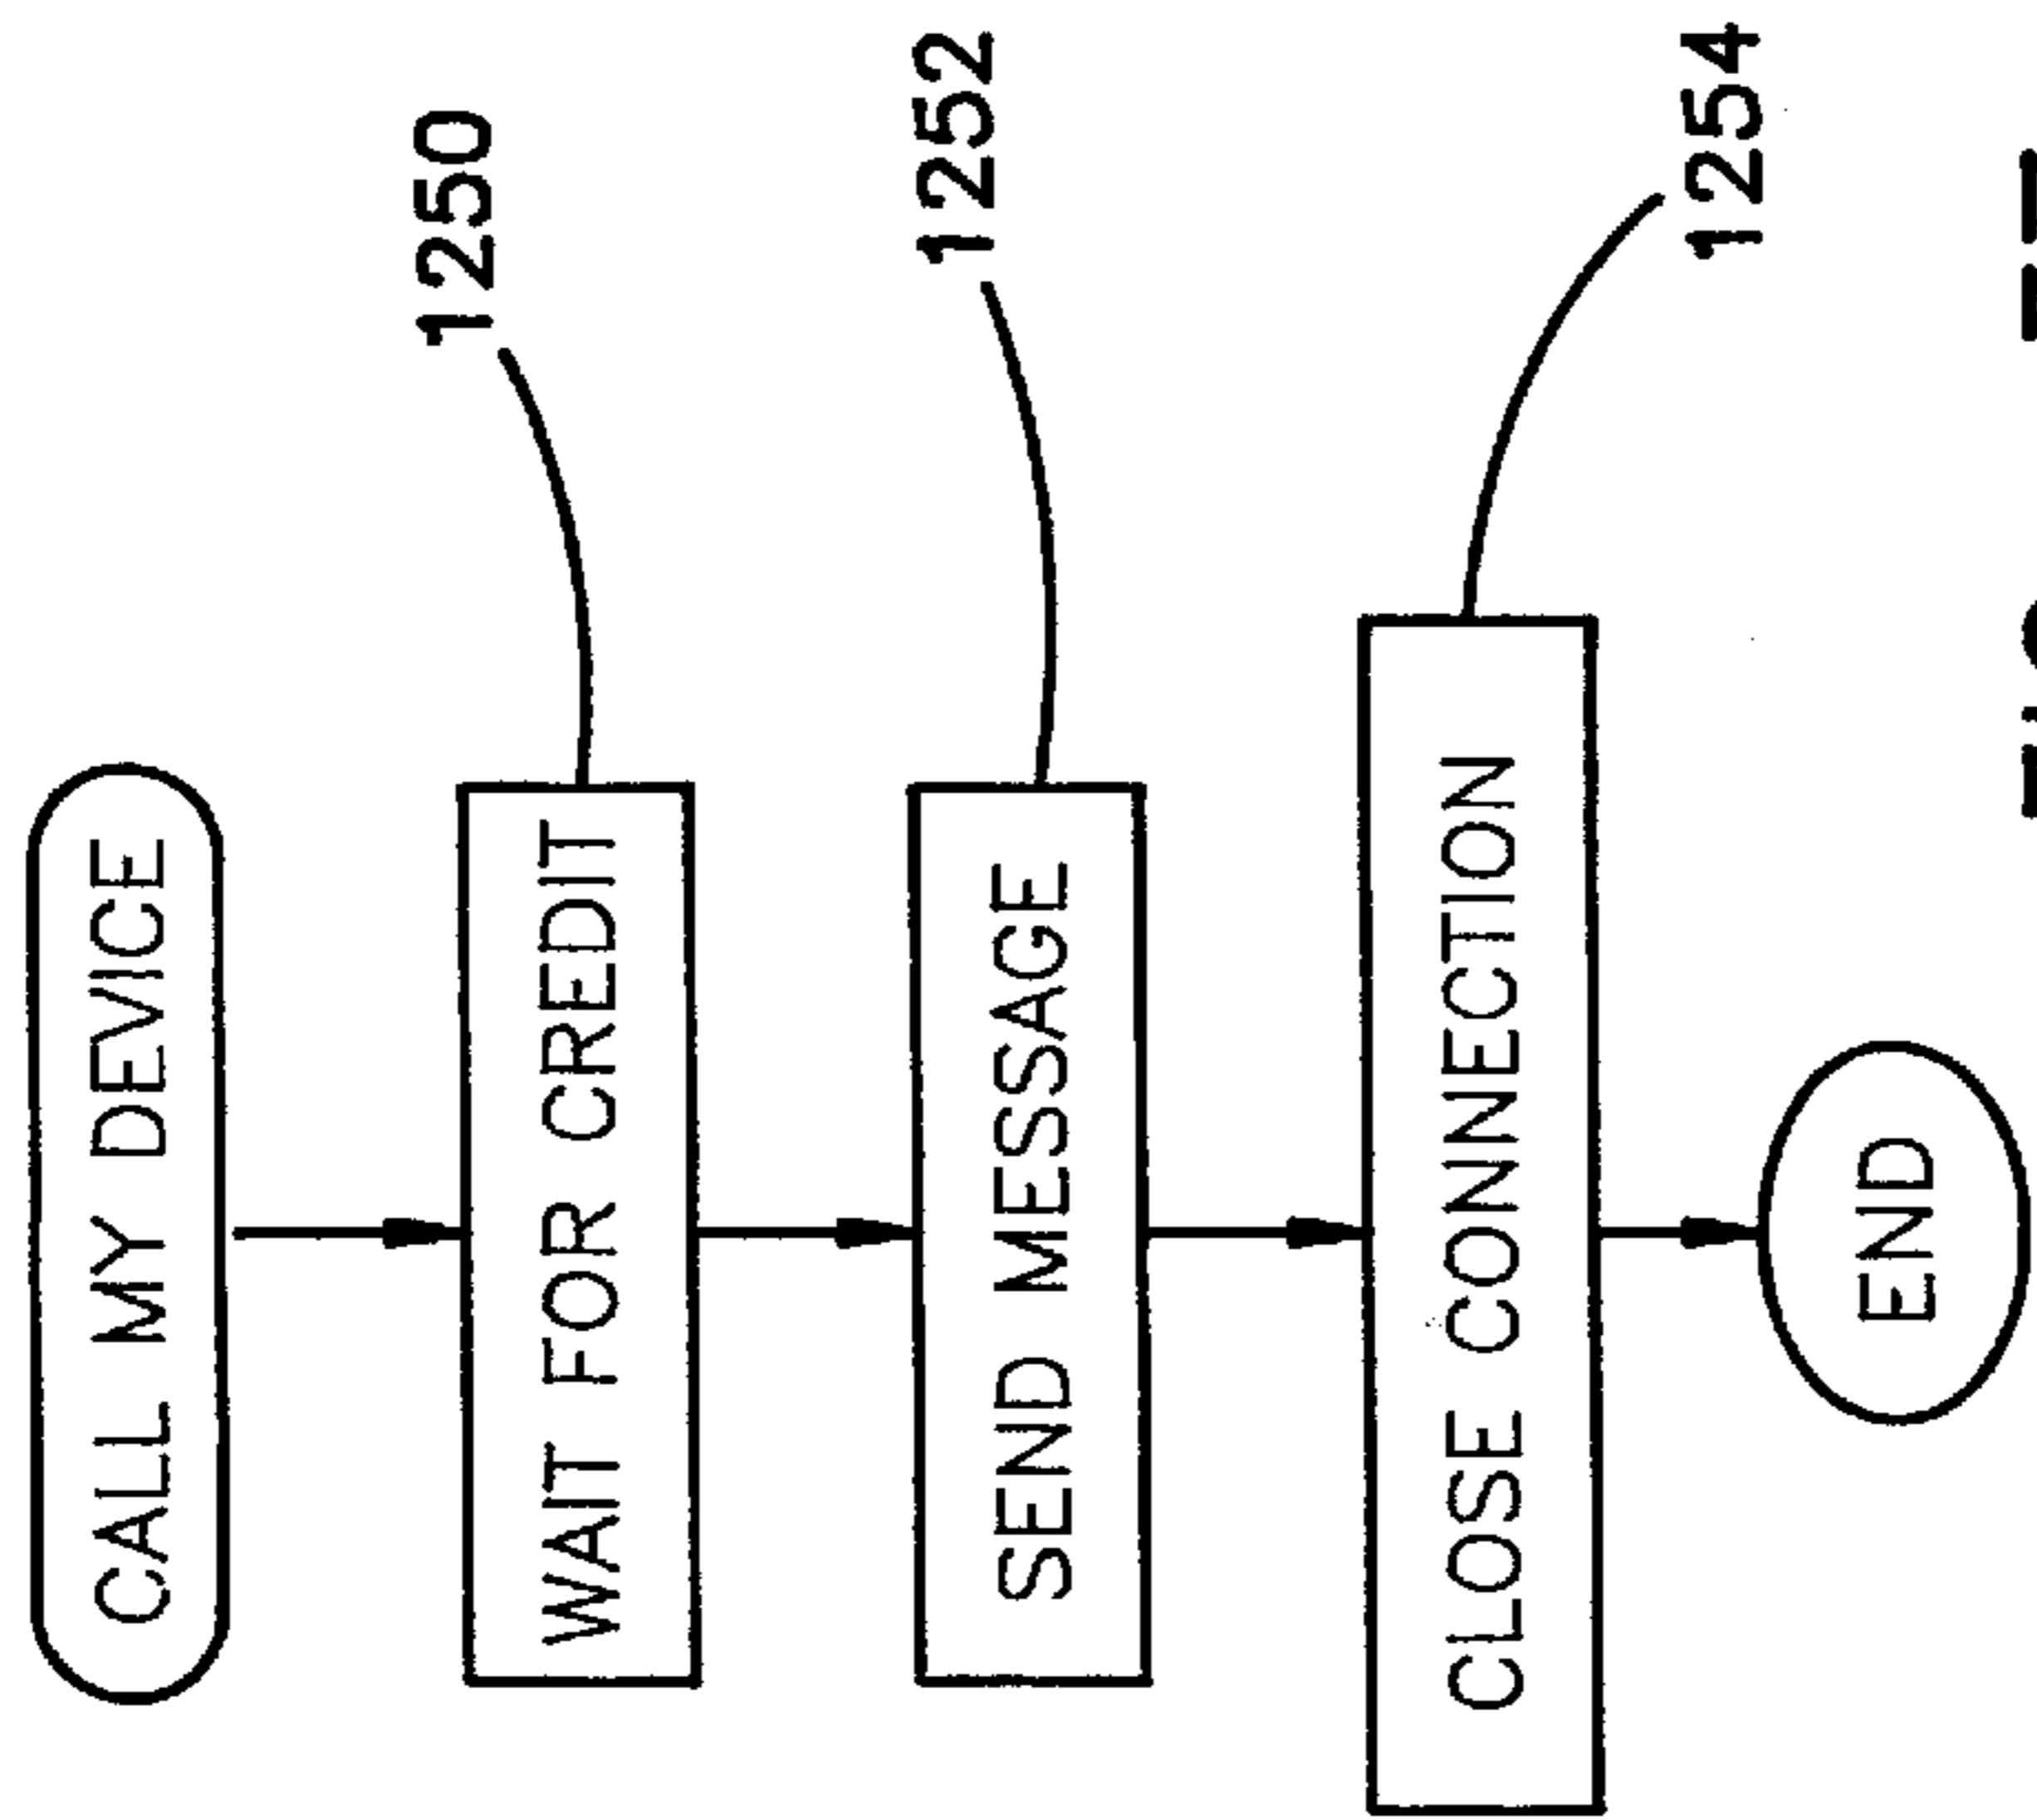 CALL MY DEVICE
WAIT FOR CREDIT
1250
SEND MESSAGE
1252
CLOSE CONNECTION
1254
END